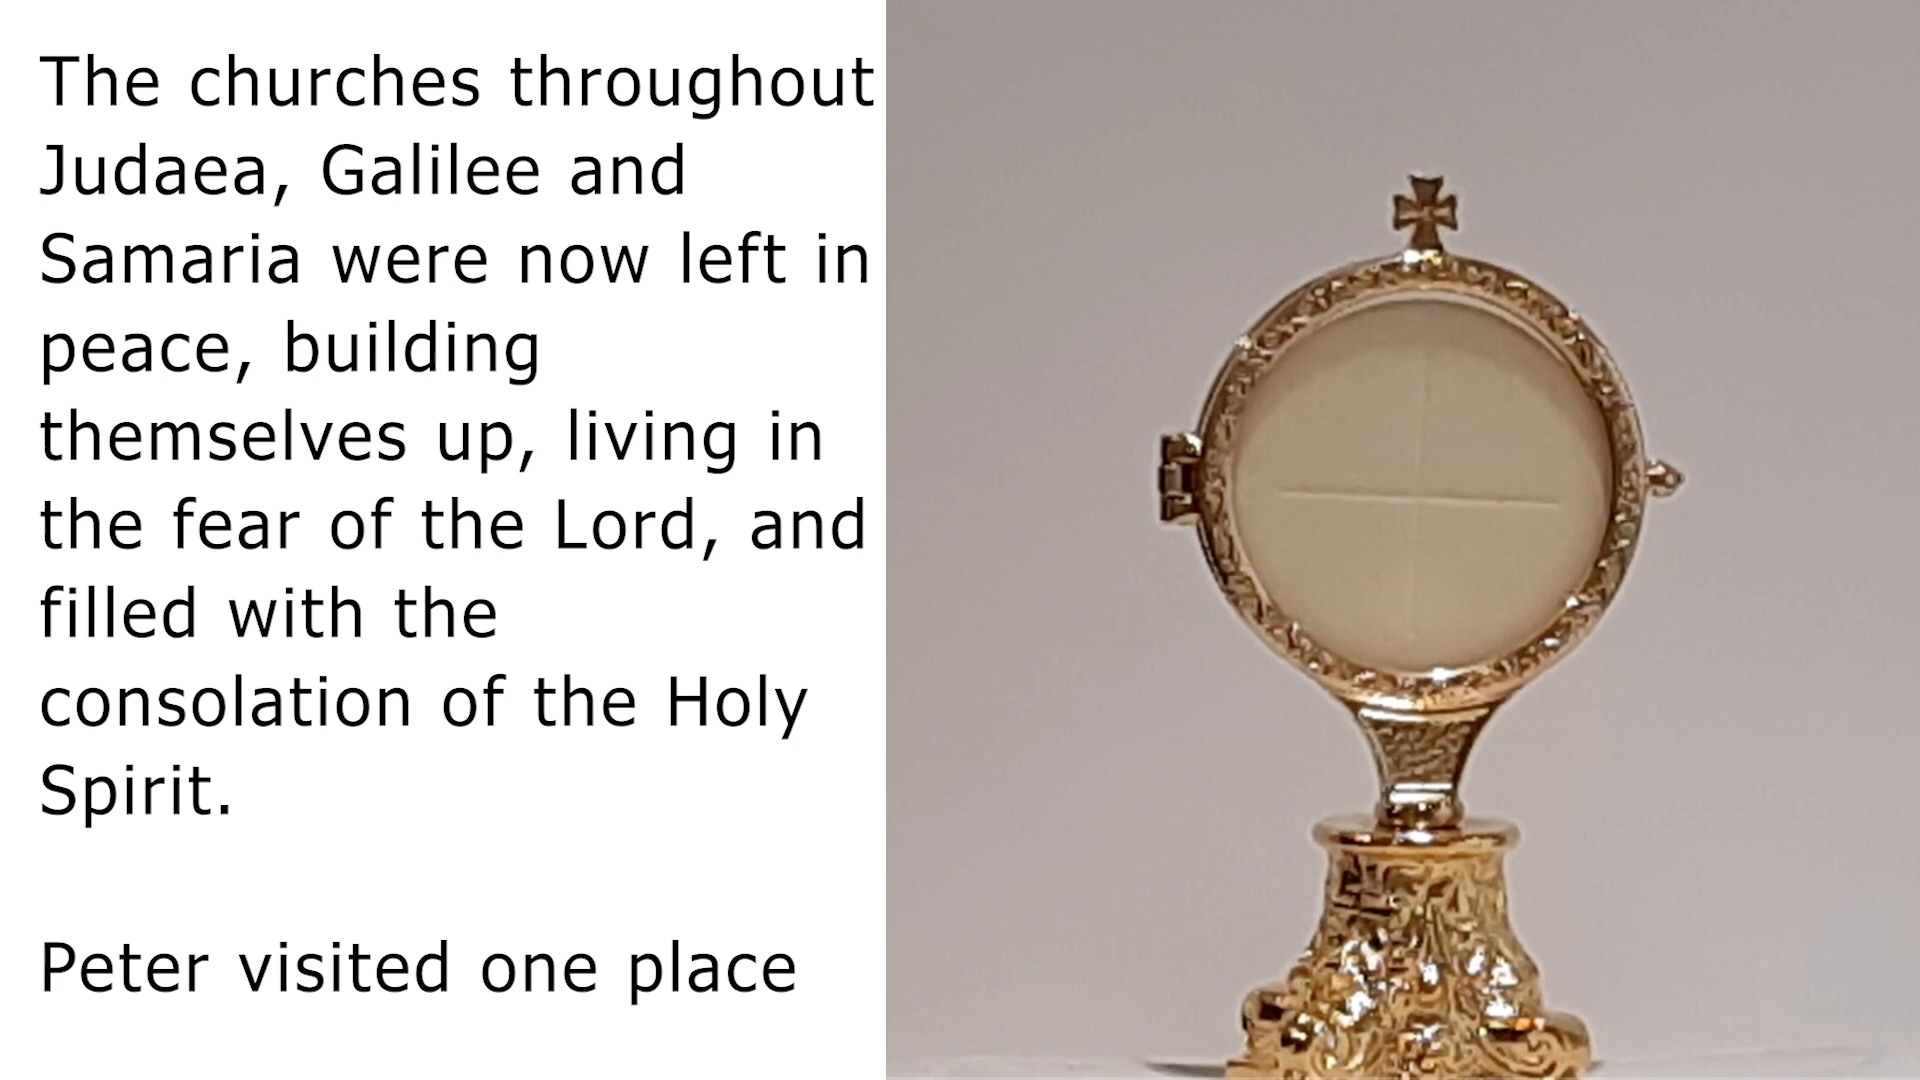 The churches throughout
Judaea, Galilee and
Samaria were now left in
peace, building
themselves up, living in
the fear of the Lord, and
filled with the
consolation of the Holy
Spirit.
Peter visited one place